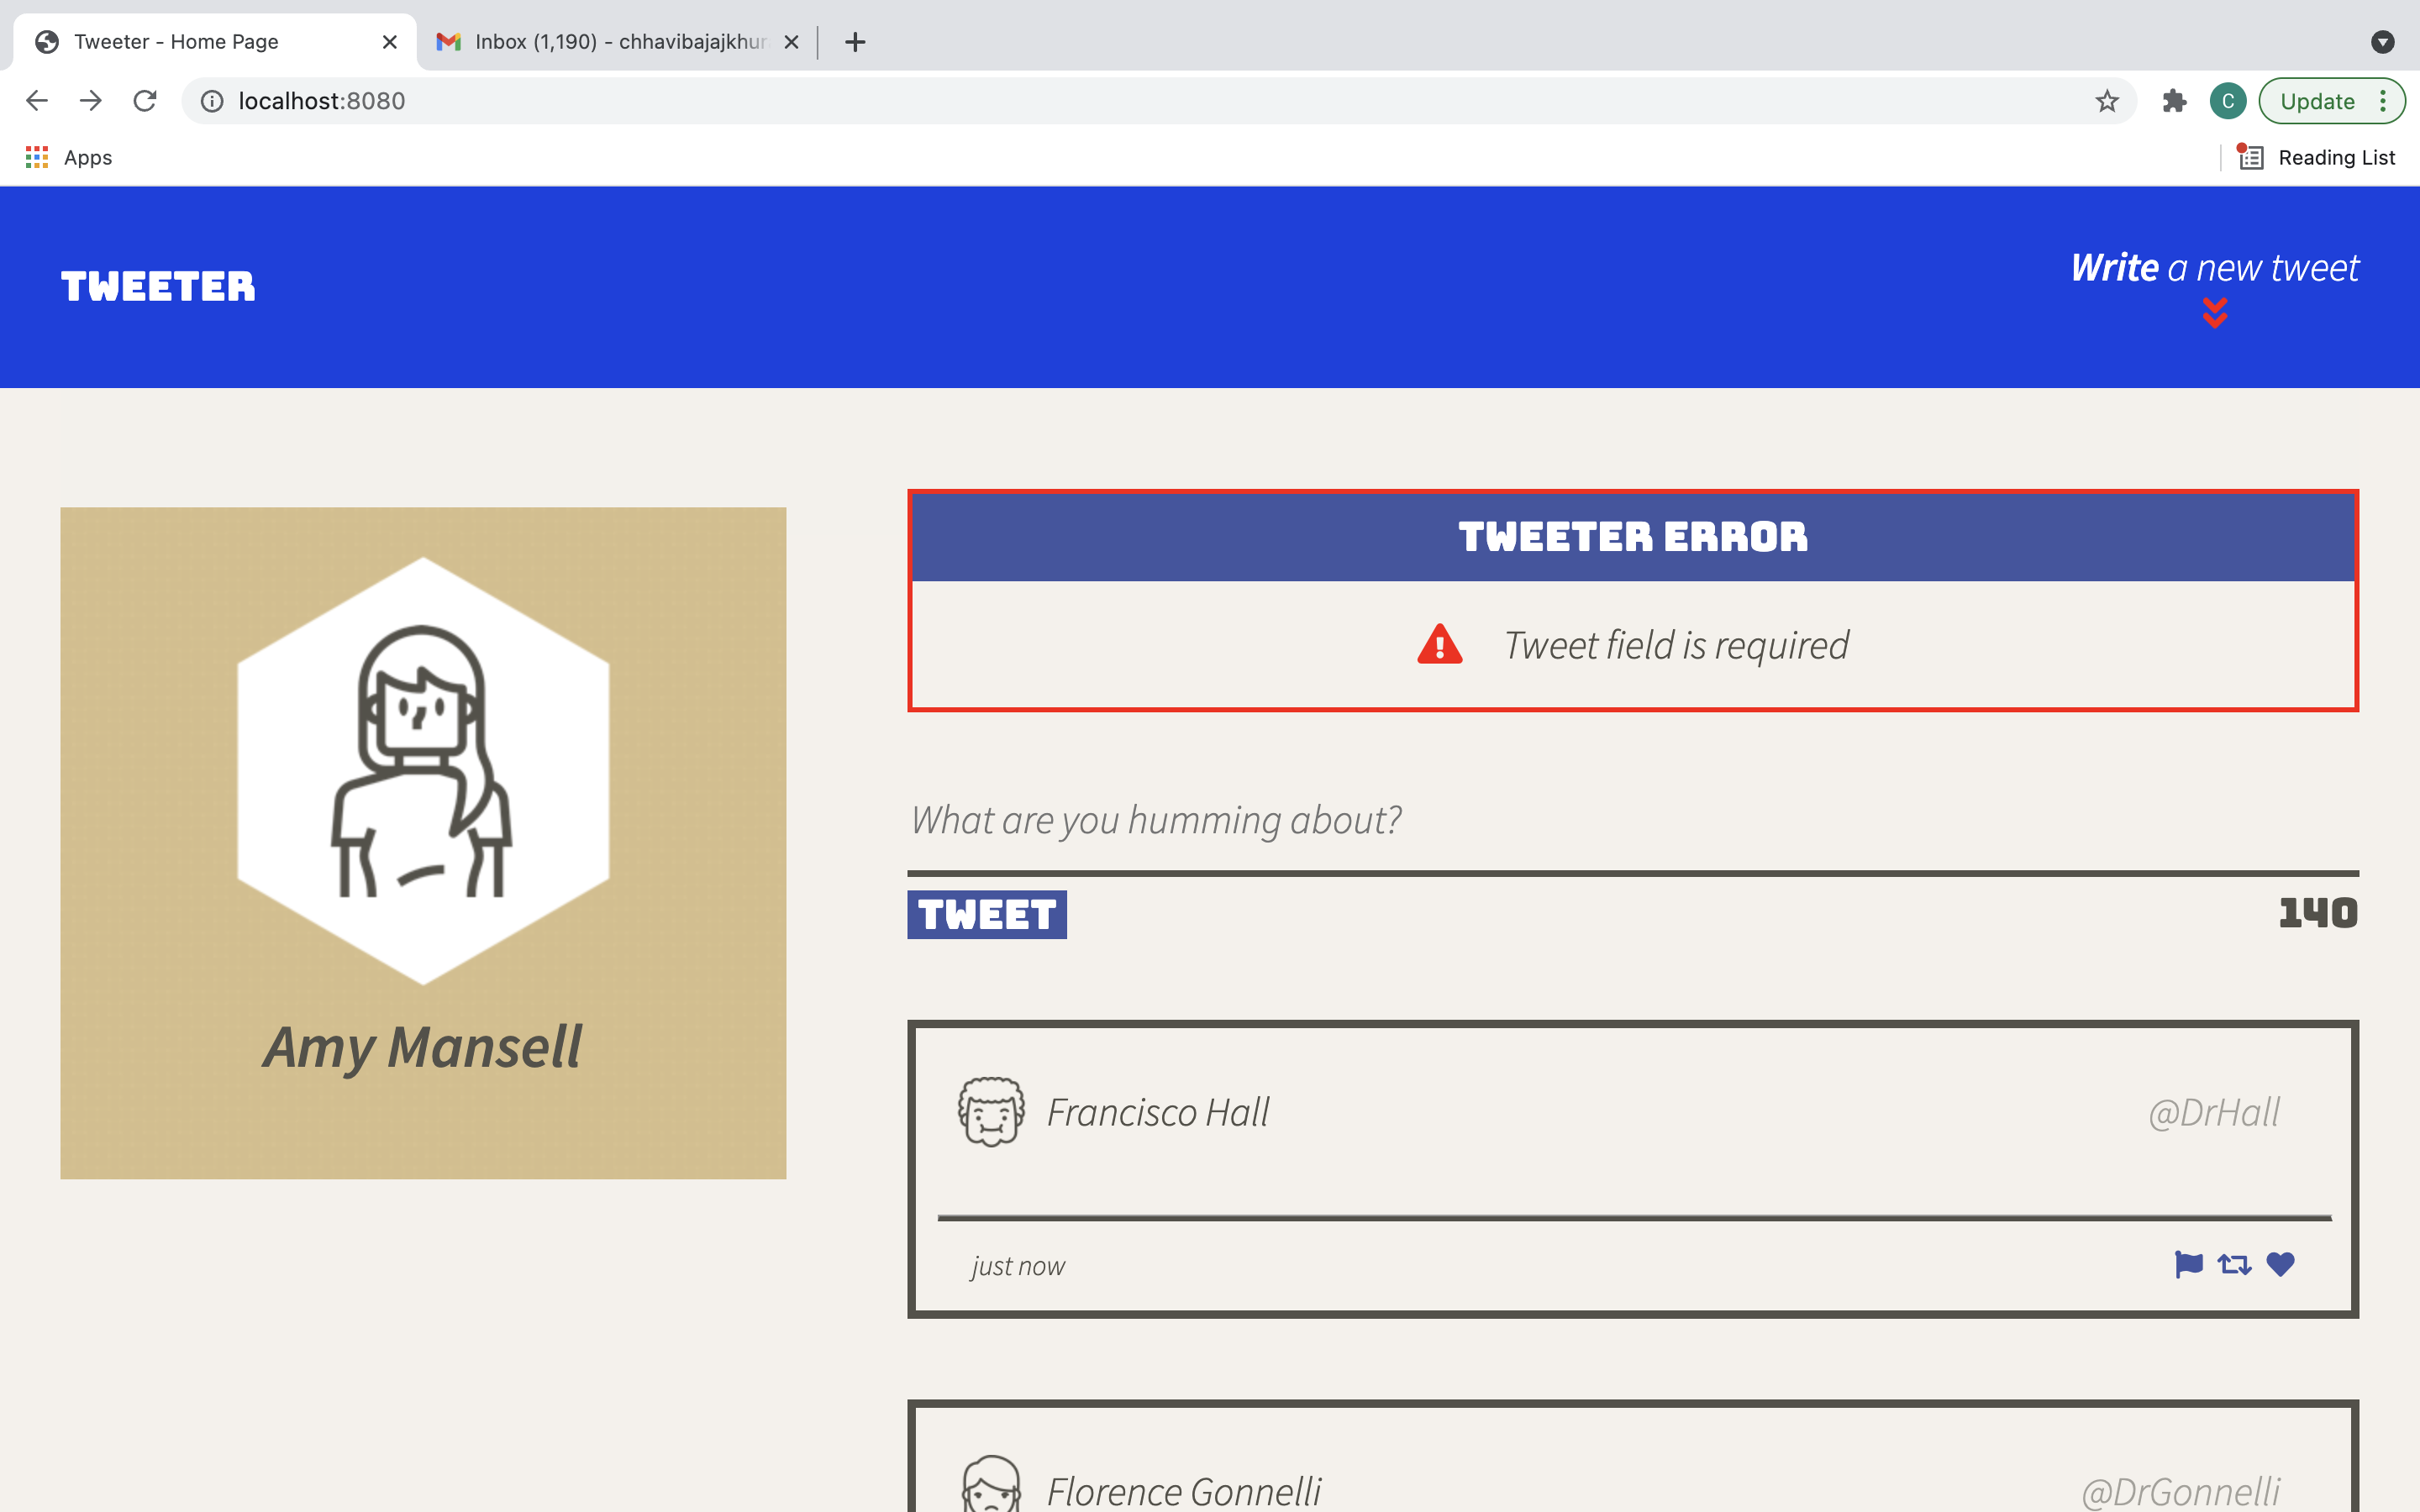 Tweeter - Home Page
Inbox (1,190) - chhavibajajkhur
localhost:8080
C
Update
Apps
Reading List
TWEETER
Write a new tweet
TWEETER ERROR
Tweet field is required
What are you humming about?
TWEET
140
Amy Mansell
Francisco Hall
@DrHall
just now
Florence Gonnelli
@DrGonnelli